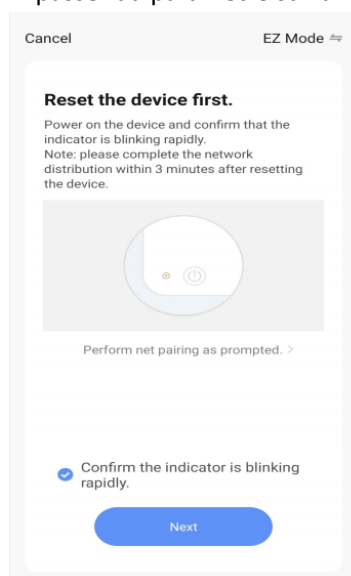 Cancel
EZ Mode
Reset the device first.
Power on the device and confirm that the
indicator is blinking rapidly.
Note: please complete the network
distribution within 3 minutes after resetting
the device.
Perform net pairing as prompted. >
Confirm the indicator is blinking
rapidly.
Next